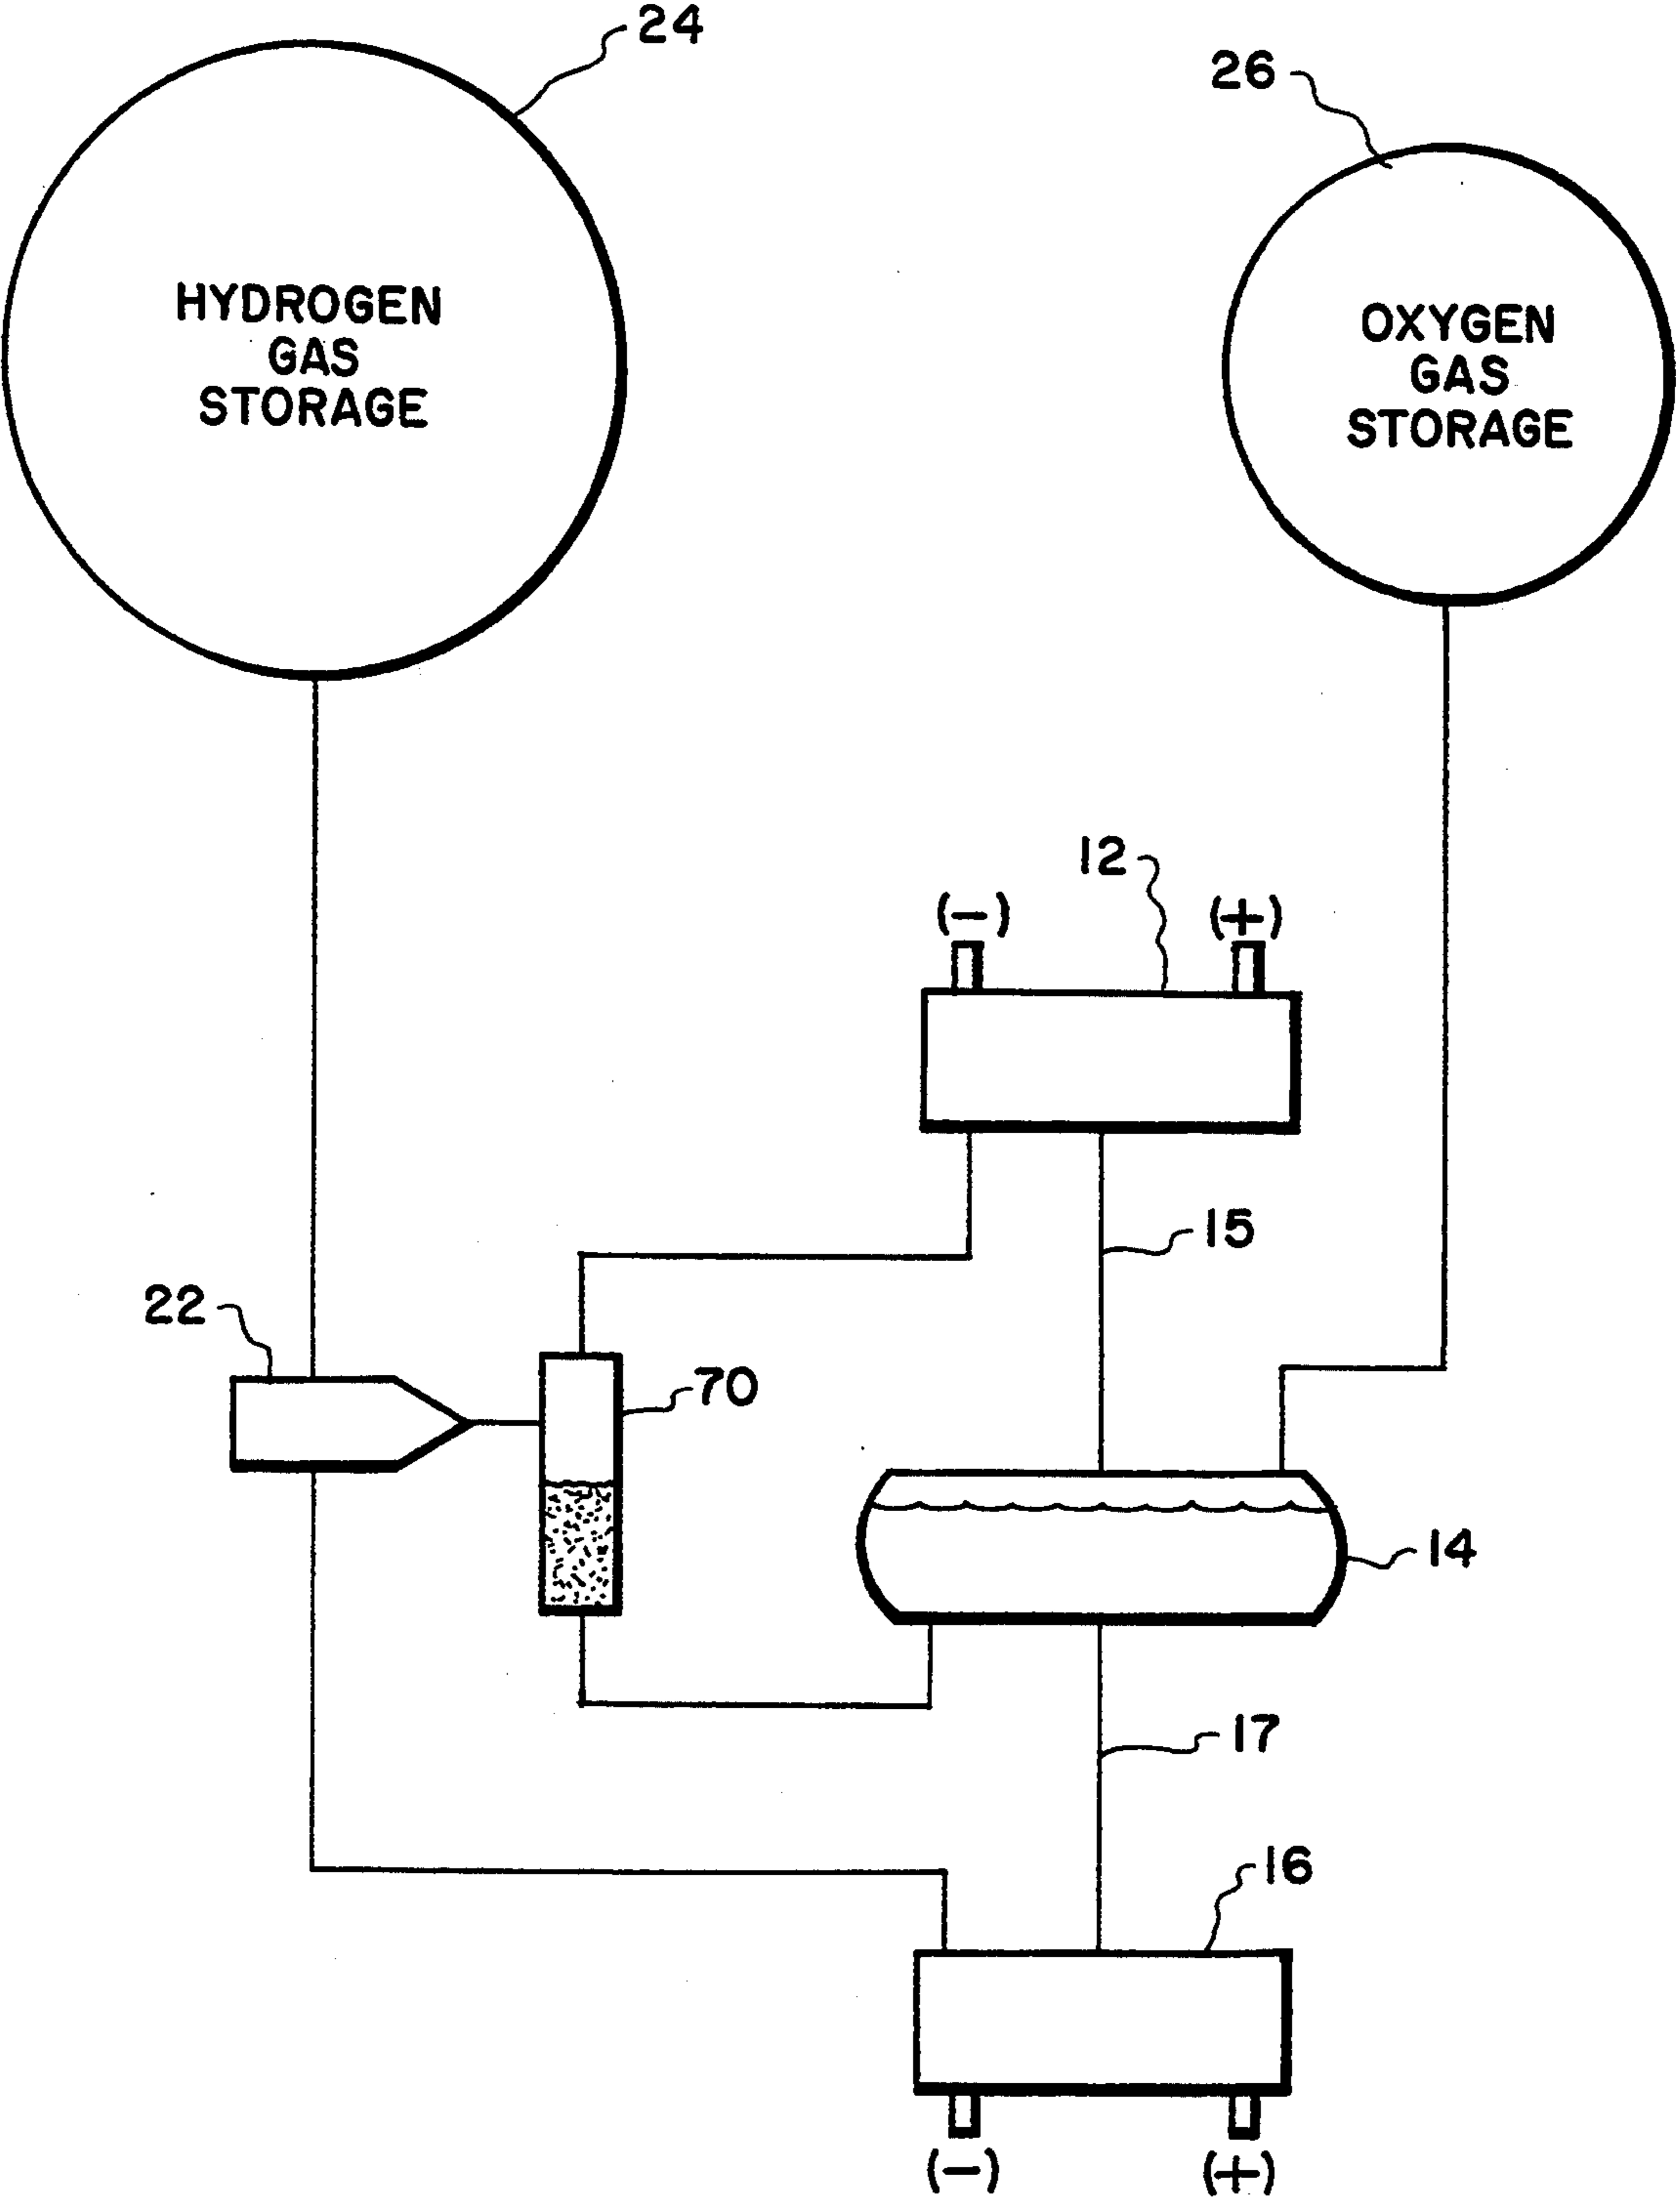 24
26
HYDROGEN
GAS
STORAGE
OXYGEN
GAS
STORAGE
12
(-)
(+)
15
22
70
14
17
16
(-)
(+)